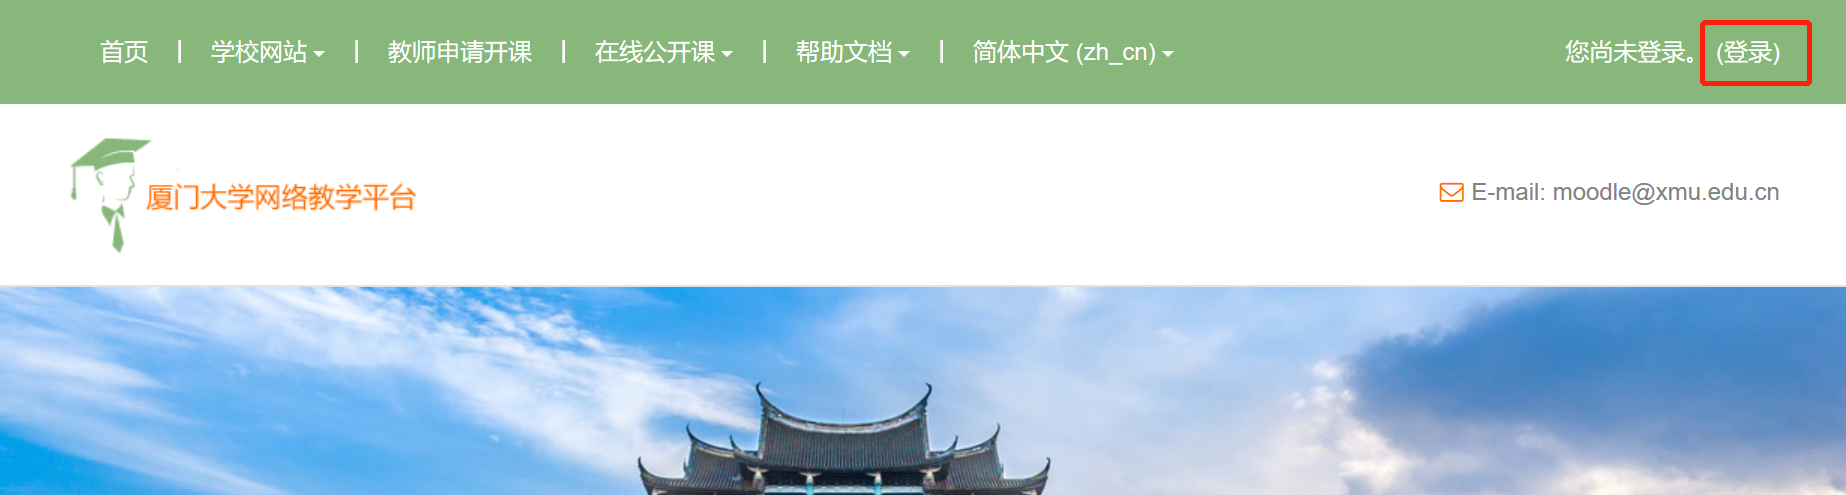 首页 | 学校网站 | 教师申请开课 | 在线公开课 | 帮助文档 | 简体中文 (zh_cn) 您尚未登录。 (登录)
厦门大学网络教学平台
E-mail: moodle@xmu.edu.cn